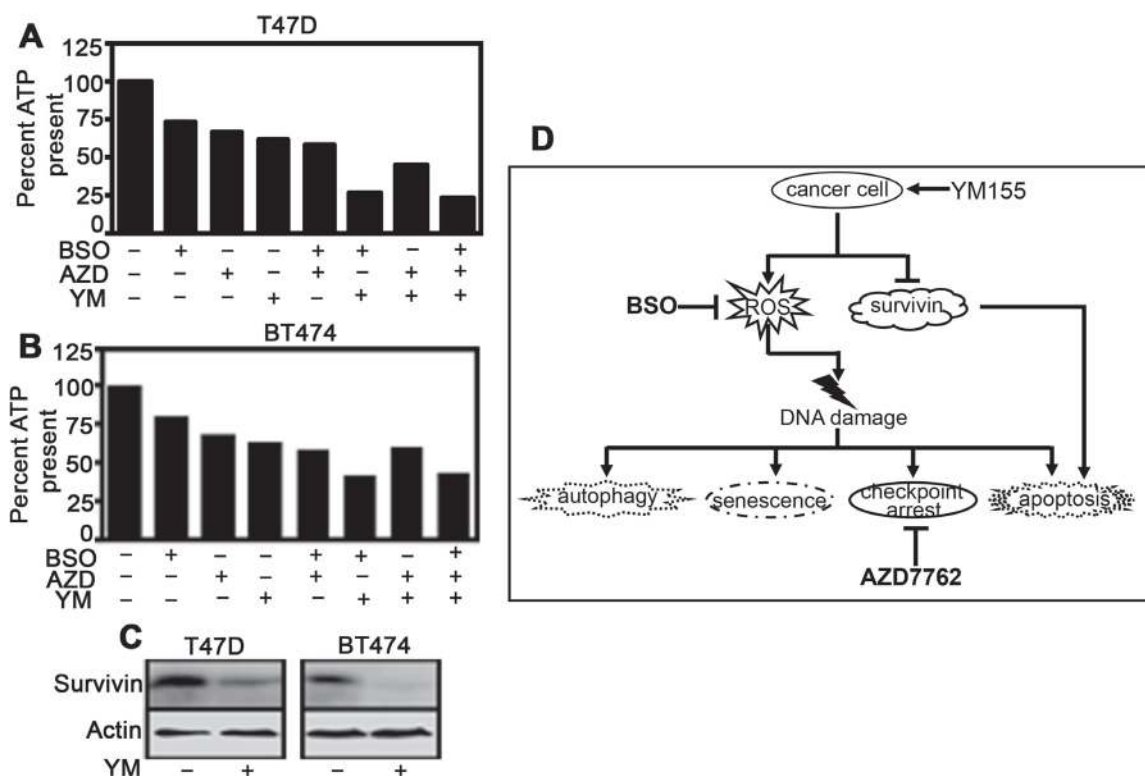 A
T47D
Percent ATP
present
125
100
75
50
25
0
BSO – + – – + + – +
AZD – – + – + – + +
YM – – – + – + + +
B
BT474
Percent ATP
present
125
100
75
50
25
0
BSO – + – – + + – +
AZD – – + – + – + +
YM – – – + – + + +
C
T47D BT474
Survivin
Actin
YM – + – +
D
cancer cell
YM155
BSO
ROS
survivin
DNA damage
autophagy
senescence
checkpoint
arrest
apoptosis
AZD7762